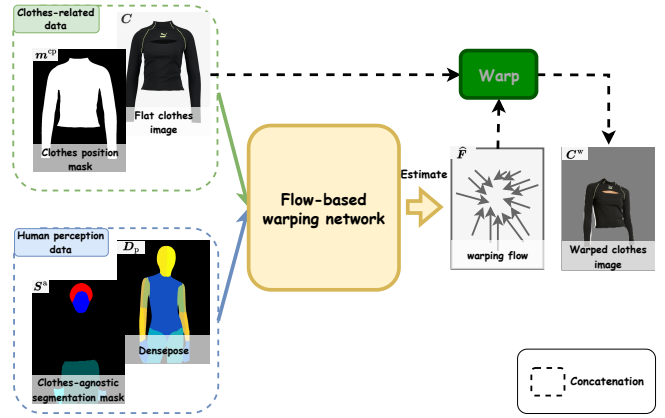 Clothes-related
data
C
m^cp
Flat clothes
image
Clothes position
mask
Human perception
data
D_p
S^a
Densepose
Clothes-agnostic
segmentation mask
Flow-based
warping network
Estimate
Warp
F̂
warping flow
C^w
Warped clothes
image
Concatenation